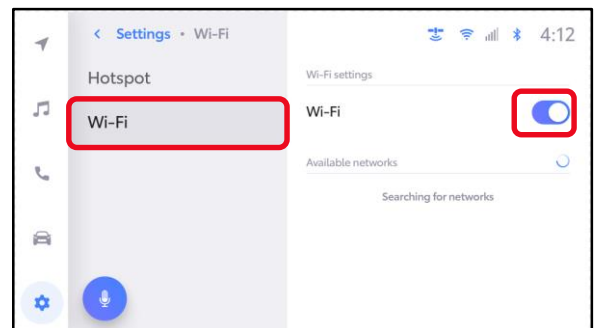 Settings • Wi-Fi
4:12
Hotspot
Wi-Fi
Wi-Fi settings
Wi-Fi
Available networks
Searching for networks